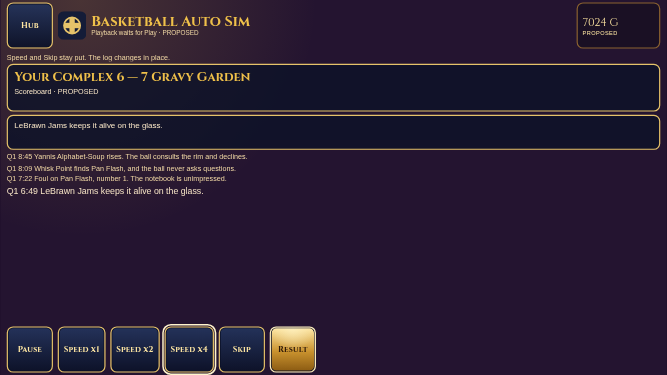 Hub
Basketball Auto Sim
Playback waits for Play · PROPOSED
7024 G
PROPOSED
Speed and Skip stay put. The log changes in place.
Your Complex 6 — 7 Gravy Garden
Scoreboard · PROPOSED
LeBrawn Jams keeps it alive on the glass.
Q1 8:45 Yannis Alphabet-Soup rises. The ball consults the rim and declines.
Q1 8:09 Whisk Point finds Pan Flash, and the ball never asks questions.
Q1 7:22 Foul on Pan Flash, number 1. The notebook is unimpressed.
Q1 6:49 LeBrawn Jams keeps it alive on the glass.
Pause
Speed x1
Speed x2
Speed x4
Skip
Result